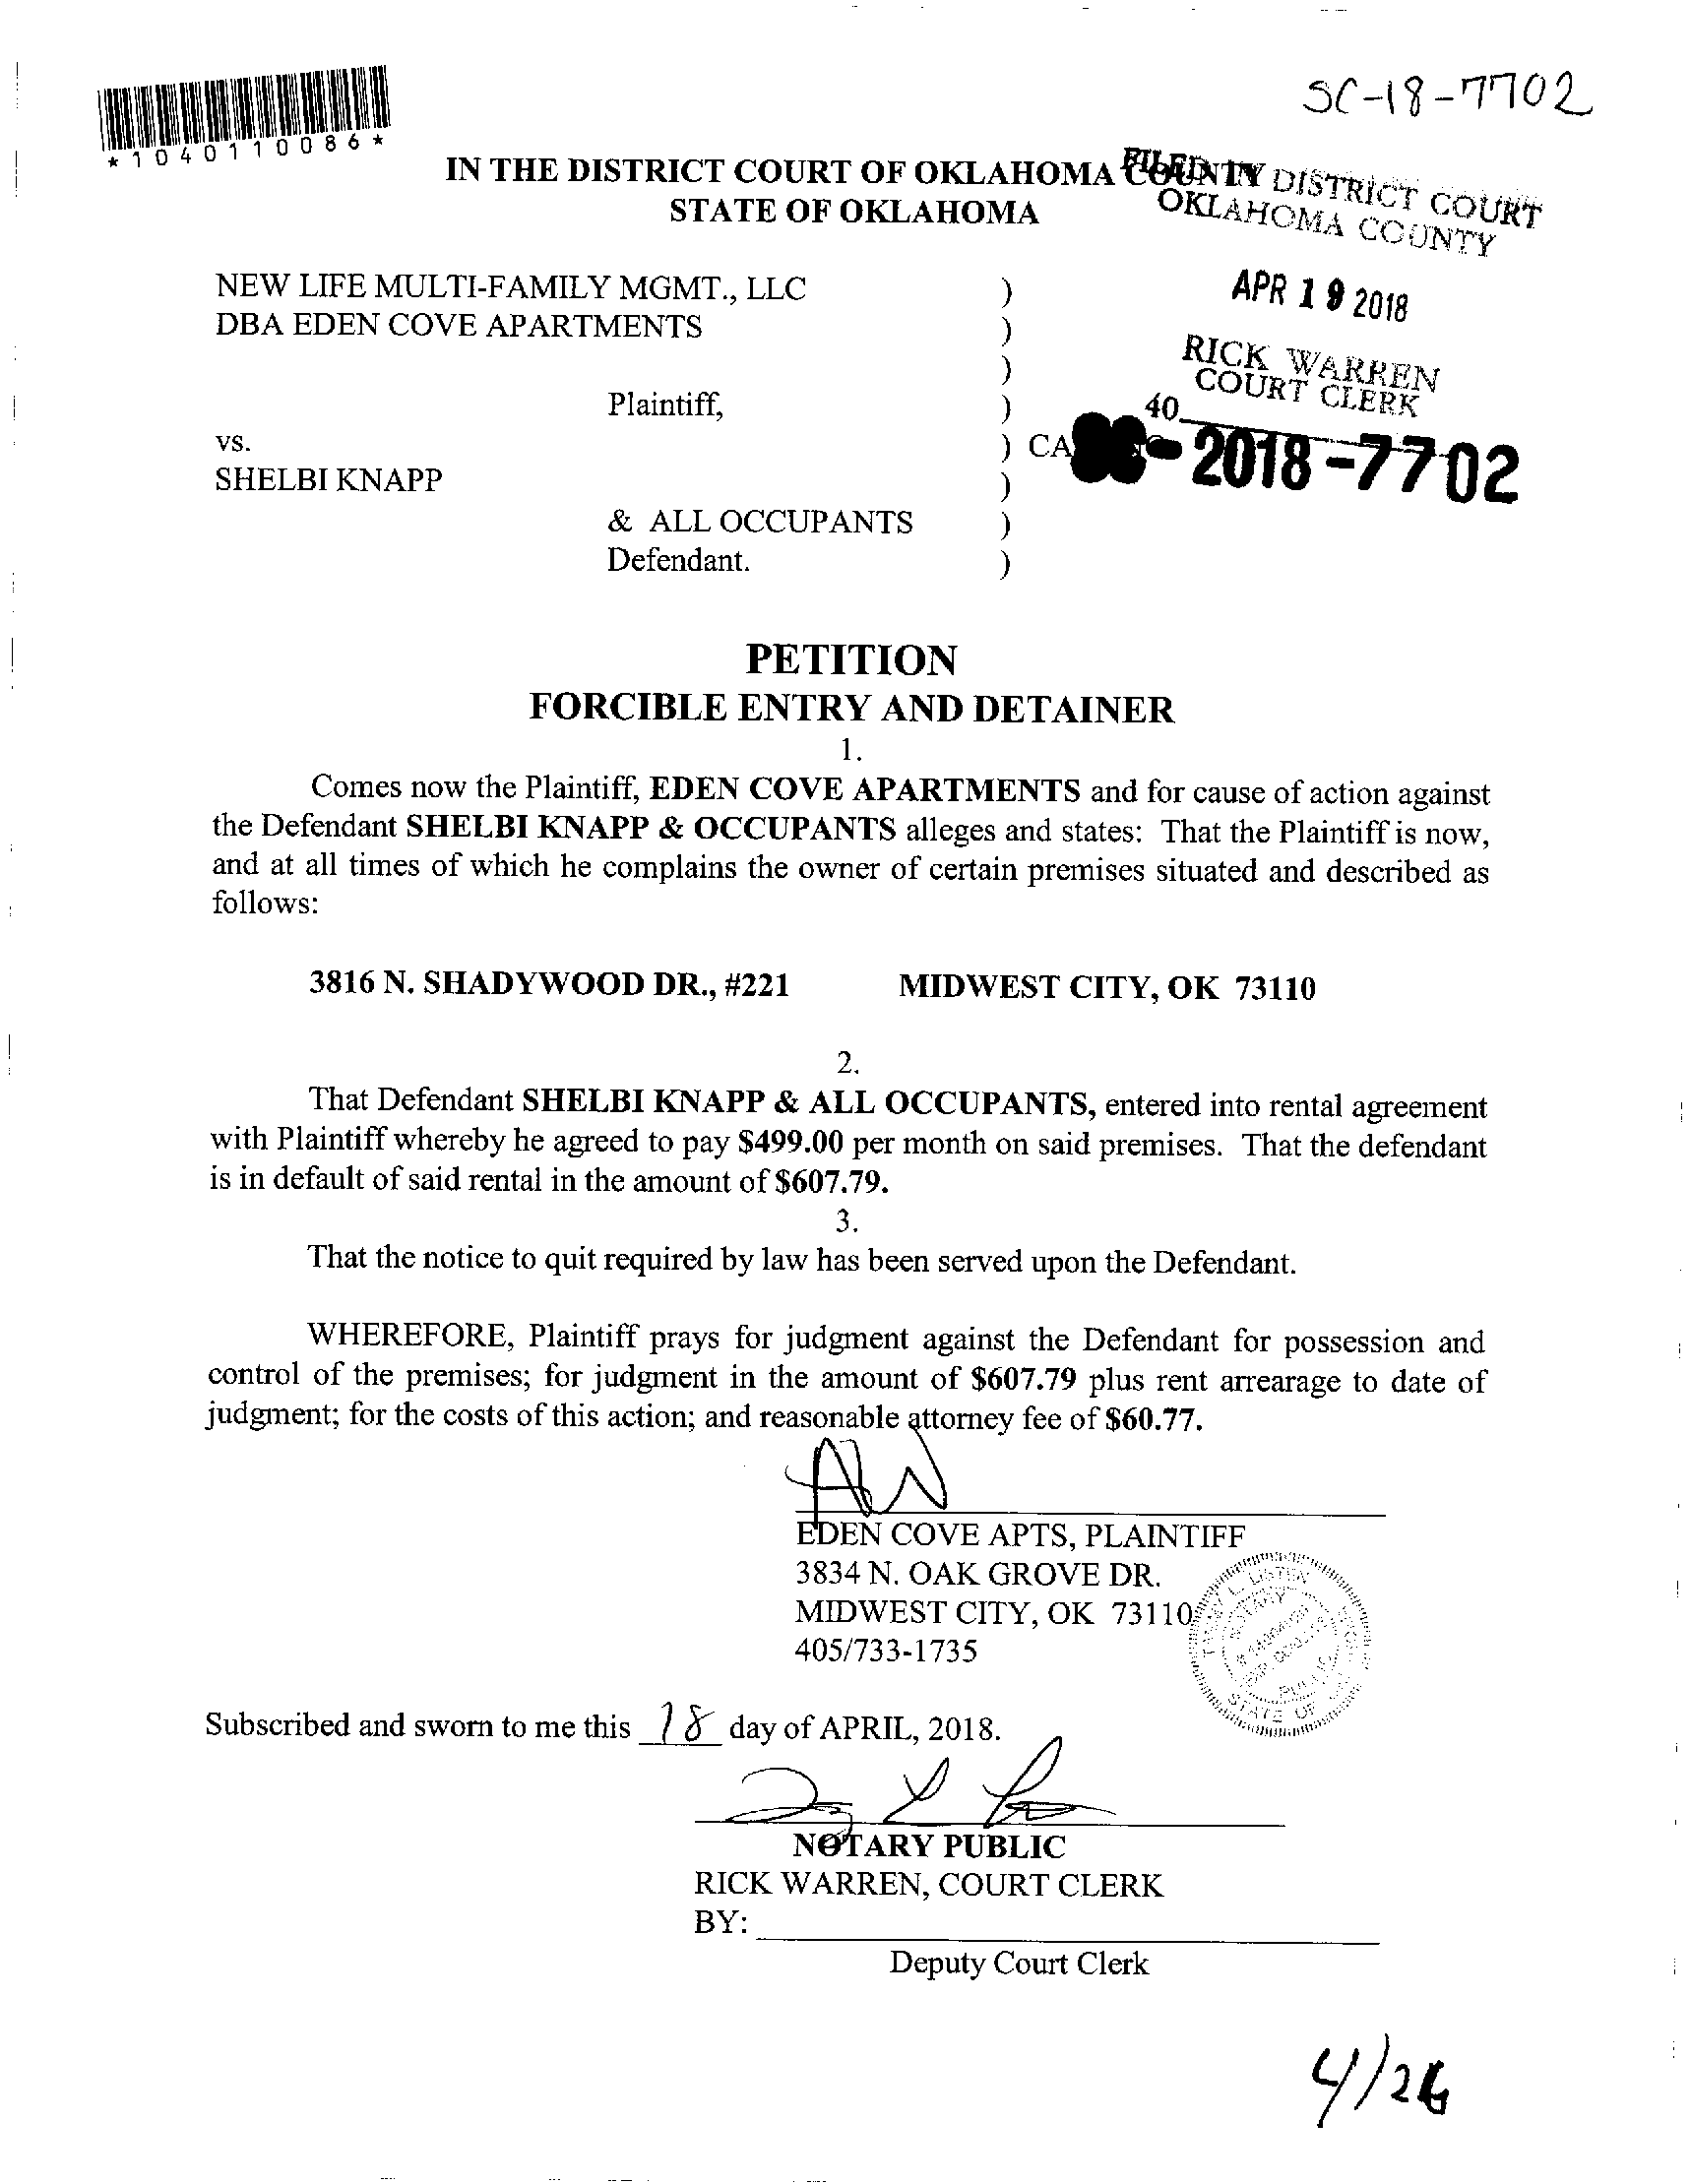 SC-18-7702
*1040110086*
IN THE DISTRICT COURT OF OKLAHOMA COUNTY
STATE OF OKLAHOMA
FILED IN DISTRICT COURT
OKLAHOMA COUNTY
APR 19 2018
RICK WARREN
COURT CLERK
40
NEW LIFE MULTI-FAMILY MGMT., LLC )
DBA EDEN COVE APARTMENTS )
)
Plaintiff, )
vs. ) CA
SC-2018-7702
SHELBI KNAPP )
& ALL OCCUPANTS )
Defendant. )
PETITION
FORCIBLE ENTRY AND DETAINER
1.
Comes now the Plaintiff, EDEN COVE APARTMENTS and for cause of action against
the Defendant SHELBI KNAPP & OCCUPANTS alleges and states: That the Plaintiff is now,
and at all times of which he complains the owner of certain premises situated and described as
follows:
3816 N. SHADYWOOD DR., #221 MIDWEST CITY, OK 73110
2.
That Defendant SHELBI KNAPP & ALL OCCUPANTS, entered into rental agreement
with Plaintiff whereby he agreed to pay $499.00 per month on said premises. That the defendant
is in default of said rental in the amount of $607.79.
3.
That the notice to quit required by law has been served upon the Defendant.
WHEREFORE, Plaintiff prays for judgment against the Defendant for possession and
control of the premises; for judgment in the amount of $607.79 plus rent arrearage to date of
judgment; for the costs of this action; and reasonable attorney fee of $60.77.
EDEN COVE APTS, PLAINTIFF
3834 N. OAK GROVE DR.
MIDWEST CITY, OK 73110
405/733-1735
NOTARY
STATE OF
Subscribed and sworn to me this 18 day of APRIL, 2018.
NOTARY PUBLIC
RICK WARREN, COURT CLERK
BY:
Deputy Court Clerk
4/26